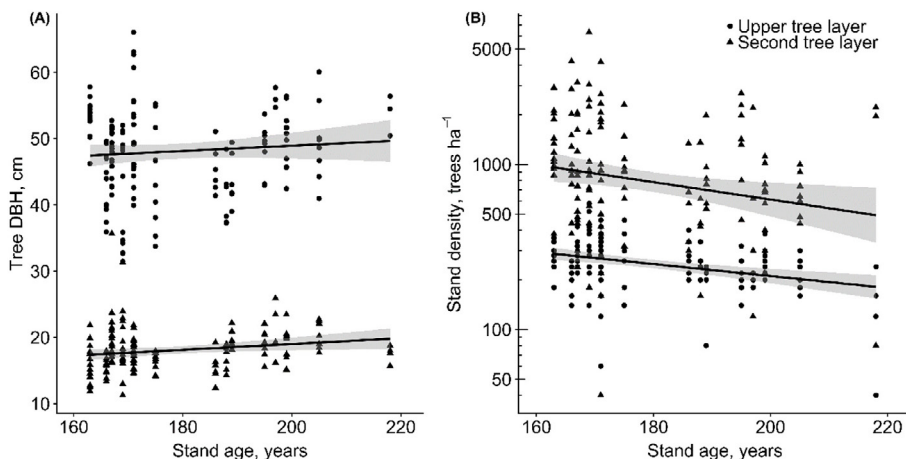 (A)
Tree DBH, cm
60
50
40
30
20
10
160 180 200 220
Stand age, years
(B)
Upper tree layer
Second tree layer
Stand density, trees ha⁻¹
5000
1000
500
100
50
160 180 200 220
Stand age, years